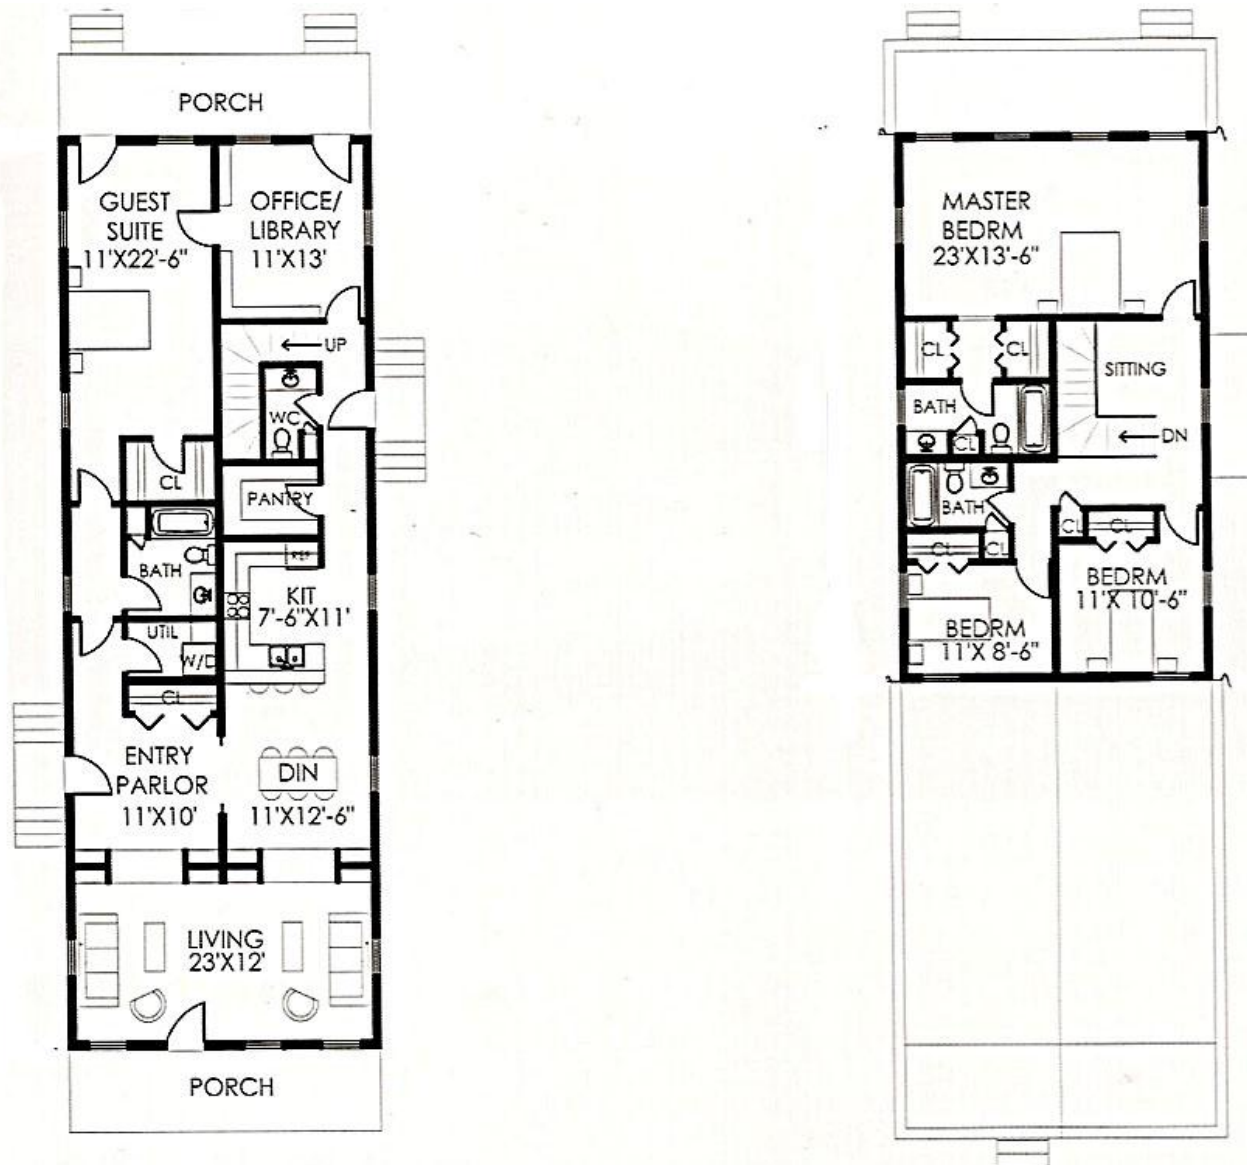 PORCH
GUEST
SUITE
11'X22'-6"
OFFICE/
LIBRARY
11'X13'
UP
WC
CL
PANTRY
REF
BATH
KIT
7'-6"X11'
UTIL
W/D
CL
ENTRY
PARLOR
11'X10'
DIN
11'X12'-6"
LIVING
23'X12'
PORCH
MASTER
BEDRM
23'X13'-6"
CL
CL
SITTING
BATH
CL
DN
BATH
CL
CL
CL
CL
BEDRM
11'X 10'-6"
BEDRM
11'X 8'-6"